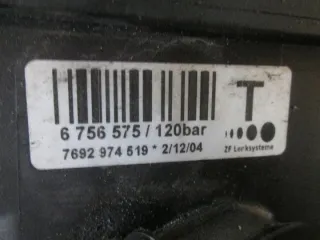 T
6 756 575 / 120bar
7692 974 519 * 2/12/04
ZF Lenksysteme